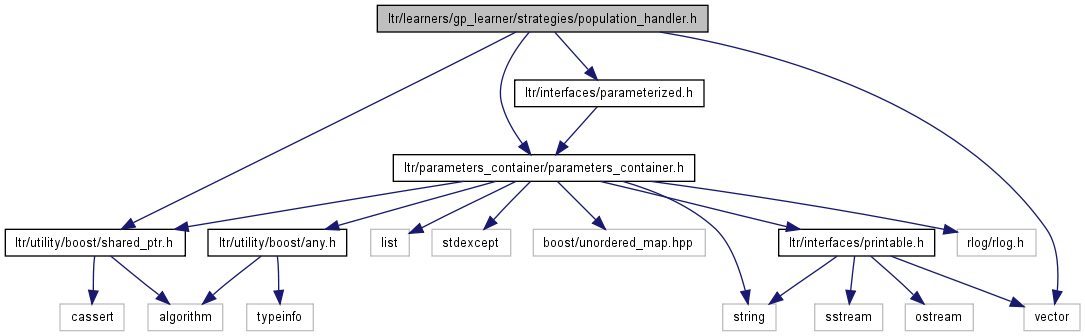 ltr/learners/gp_learner/strategies/population_handler.h
ltr/interfaces/parameterized.h
ltr/parameters_container/parameters_container.h
ltr/utility/boost/shared_ptr.h
ltr/utility/boost/any.h
list
stdexcept
boost/unordered_map.hpp
ltr/interfaces/printable.h
rlog/rlog.h
cassert
algorithm
typeinfo
string
sstream
ostream
vector